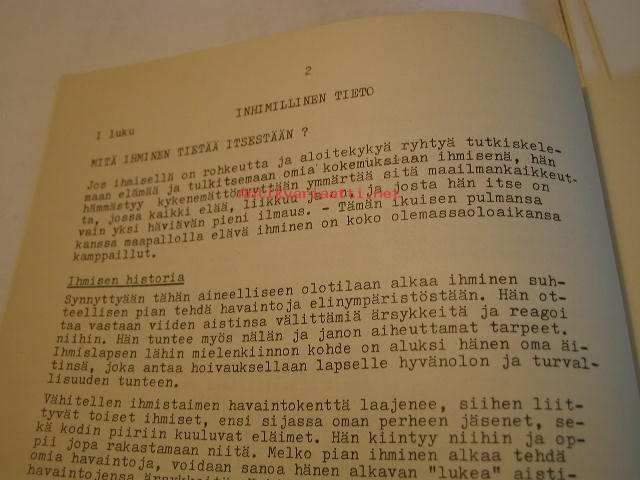 2
INHIMILLINEN TIETO
I luku
MITÄ IHMINEN TIETÄÄ ITSESTÄÄN ?
Jos ihmisellä on rohkeutta ja aloitekykyä ryhtyä tutkiskele-
maan elämää ja tulkitsemaan omia kokemuksiaan ihmisenä, hän
hämmästyy kykenemättömyyttään ymmärtää sitä maailmankaikkeut-
ta, jossa kaikki elää, liikkuu ja on, ja josta hän itse on
vain yksi häviävän pieni ilmaus. - Tämän ikuisen pulmansa
kanssa maapallolla elävä ihminen on koko olemassaoloaikansa
kamppaillut.
Ihmisen historia
Synnyttyään tähän aineelliseen olotilaan alkaa ihminen suh-
teellisen pian tehdä havaintoja elinympäristöstään. Hän ot-
taa vastaan viiden aistinsa välittämiä ärsykkeitä ja reagoi
niihin. Hän tuntee myös nälän ja janon aiheuttamat tarpeet.
Ihmislapsen lähin mielenkiinnon kohde on aluksi hänen oma äi-
tinsä, joka antaa hoivauksellaan lapselle hyvänolon ja turval-
lisuuden tunteen.
Vähitellen ihmistaimen havaintokenttä laajenee, siihen liit-
tyvät toiset ihmiset, ensi sijassa oman perheen jäsenet, se-
kä kodin piiriin kuuluvat eläimet. Hän kiintyy niihin ja op-
pii jopa rakastamaan niitä. Melko pian ihminen alkaa tehdä
omia havaintoja, voidaan sanoa hänen alkavan "lukea" aisti-
havaintojensa ärsykkeitä.